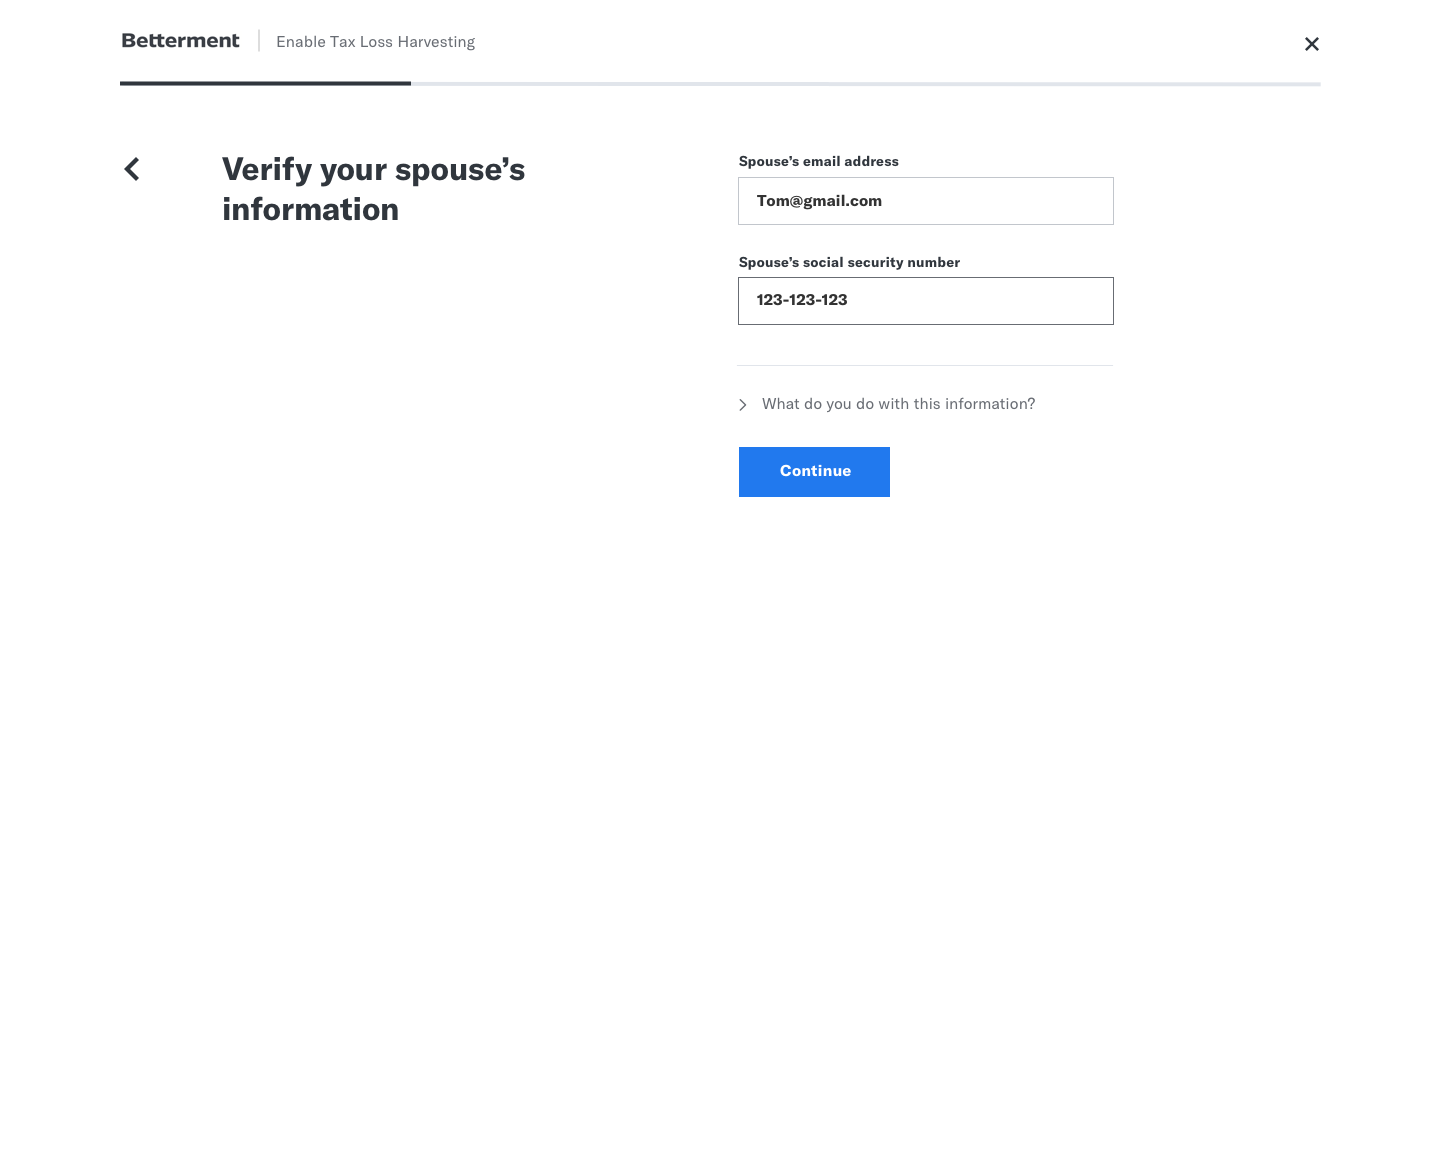 Betterment
Enable Tax Loss Harvesting
Verify your spouse’s
information
Spouse’s email address
Tom@gmail.com
Spouse’s social security number
123-123-123
What do you do with this information?
Continue